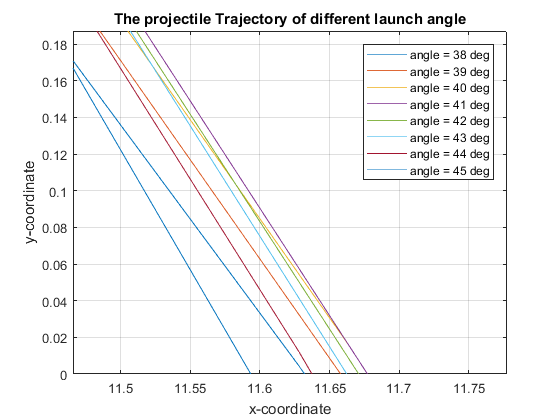 The projectile Trajectory of different launch angle
0.18
0.16
0.14
0.12
0.1
0.08
0.06
0.04
0.02
0
y-coordinate
angle = 38 deg
angle = 39 deg
angle = 40 deg
angle = 41 deg
angle = 42 deg
angle = 43 deg
angle = 44 deg
angle = 45 deg
11.5 11.55 11.6 11.65 11.7 11.75
x-coordinate